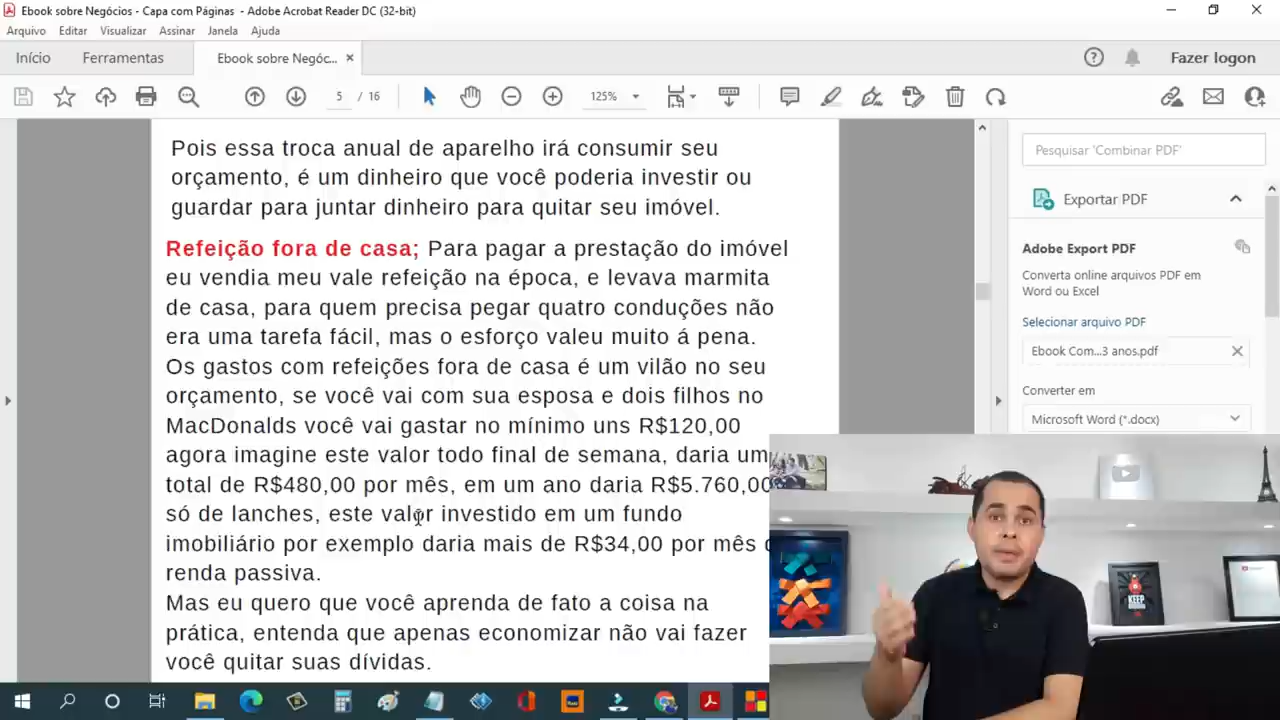 Ebook sobre Negócios - Capa com Páginas - Adobe Acrobat Reader DC (32-bit)
Arquivo Editar Visualizar Assinar Janela Ajuda
Início Ferramentas Ebook sobre Negóc... Fazer logon
5 / 16 125%
Pois essa troca anual de aparelho irá consumir seu
orçamento, é um dinheiro que você poderia investir ou
guardar para juntar dinheiro para quitar seu imóvel.
Refeição fora de casa; Para pagar a prestação do imóvel
eu vendia meu vale refeição na época, e levava marmita
de casa, para quem precisa pegar quatro conduções não
era uma tarefa fácil, mas o esforço valeu muito á pena.
Os gastos com refeições fora de casa é um vilão no seu
orçamento, se você vai com sua esposa e dois filhos no
MacDonalds você vai gastar no mínimo uns R$120,00
agora imagine este valor todo final de semana, daria um
total de R$480,00 por mês, em um ano daria R$5.760,00
só de lanches, este valor investido em um fundo
imobiliário por exemplo daria mais de R$34,00 por mês
renda passiva.
Mas eu quero que você aprenda de fato a coisa na
prática, entenda que apenas economizar não vai fazer
você quitar suas dívidas.
Pesquisar 'Combinar PDF'
Exportar PDF
Adobe Export PDF
Converta online arquivos PDF em
Word ou Excel
Selecionar arquivo PDF
Ebook Com...3 anos.pdf
Converter em
Microsoft Word (*.docx)
KEEP